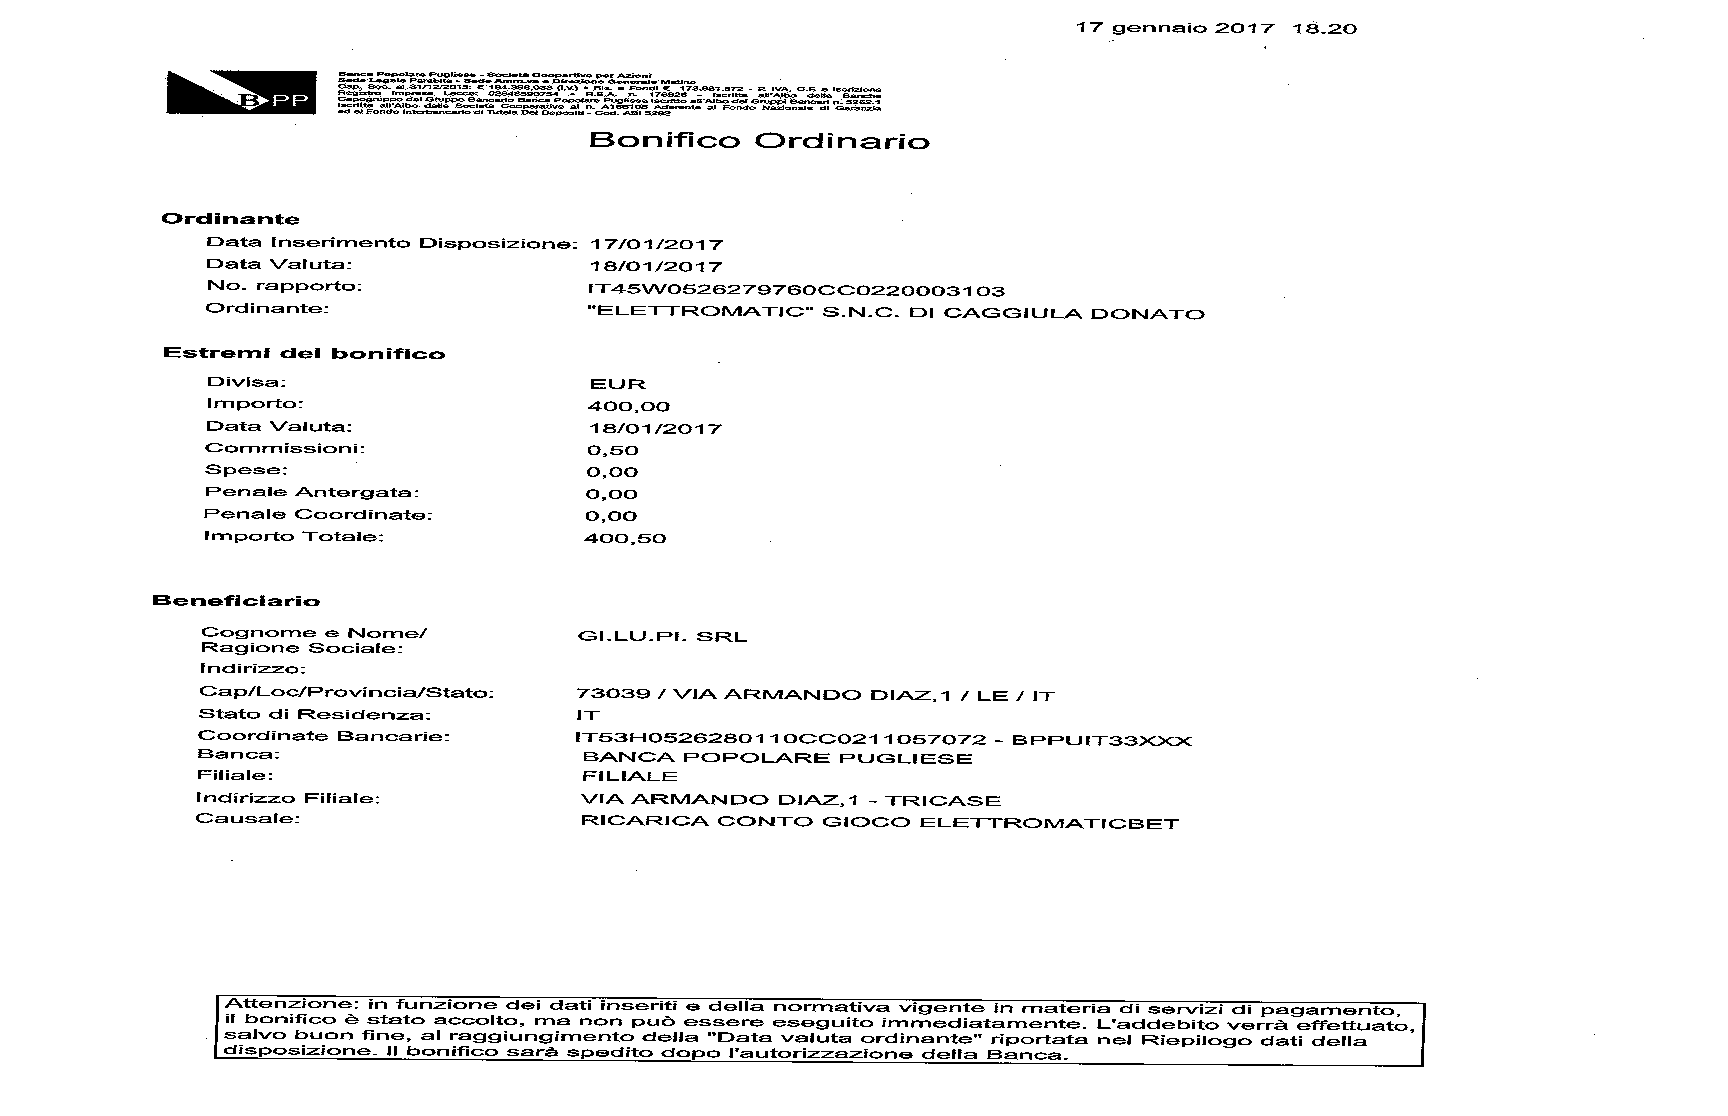 17 gennaio 2017 18.20
B PP
Banca Popolare Pugliese - Società Cooperativa per Azioni
Sede Legale Parabita - Sede Amm.va e Direzione Generale Matino
Cap. Soc. al 31/12/2015: € (i.v.) - Ris. e Fondi € - P. IVA, C.F. e Iscrizione
Registro Imprese Lecce: - R.E.A. n. - Iscritta all'Albo delle Banche
Capogruppo del Gruppo Bancario Banca Popolare Pugliese iscritto all'Albo dei Gruppi Bancari n. 5262.1
Iscritta all'Albo delle Società Cooperative al n. Aderente al Fondo Nazionale di Garanzia
ed al Fondo Interbancario di Tutela Dei Depositi - Cod. ABI
Bonifico Ordinario
Ordinante
Data Inserimento Disposizione: 17/01/2017
Data Valuta: 18/01/2017
No. rapporto: IT45W0526279760CC0220003103
Ordinante: "ELETTROMATIC" S.N.C. DI CAGGIULA DONATO
Estremi del bonifico
Divisa: EUR
Importo: 400,00
Data Valuta: 18/01/2017
Commissioni: 0,50
Spese: 0,00
Penale Antergata: 0,00
Penale Coordinate: 0,00
Importo Totale: 400,50
Beneficiario
Cognome e Nome/ GI.LU.PI. SRL
Ragione Sociale:
Indirizzo:
Cap/Loc/Provincia/Stato: 73039 / VIA ARMANDO DIAZ,1 / LE / IT
Stato di Residenza: IT
Coordinate Bancarie: IT53H0526280110CC0211057072 - BPPUIT33XXX
Banca: BANCA POPOLARE PUGLIESE
Filiale: FILIALE
Indirizzo Filiale: VIA ARMANDO DIAZ,1 - TRICASE
Causale: RICARICA CONTO GIOCO ELETTROMATICBET
Attenzione: in funzione dei dati inseriti e della normativa vigente in materia di servizi di pagamento,
il bonifico è stato accolto, ma non può essere eseguito immediatamente. L'addebito verrà effettuato,
salvo buon fine, al raggiungimento della "Data valuta ordinante" riportata nel Riepilogo dati della
disposizione. Il bonifico sarà spedito dopo l'autorizzazione della Banca.